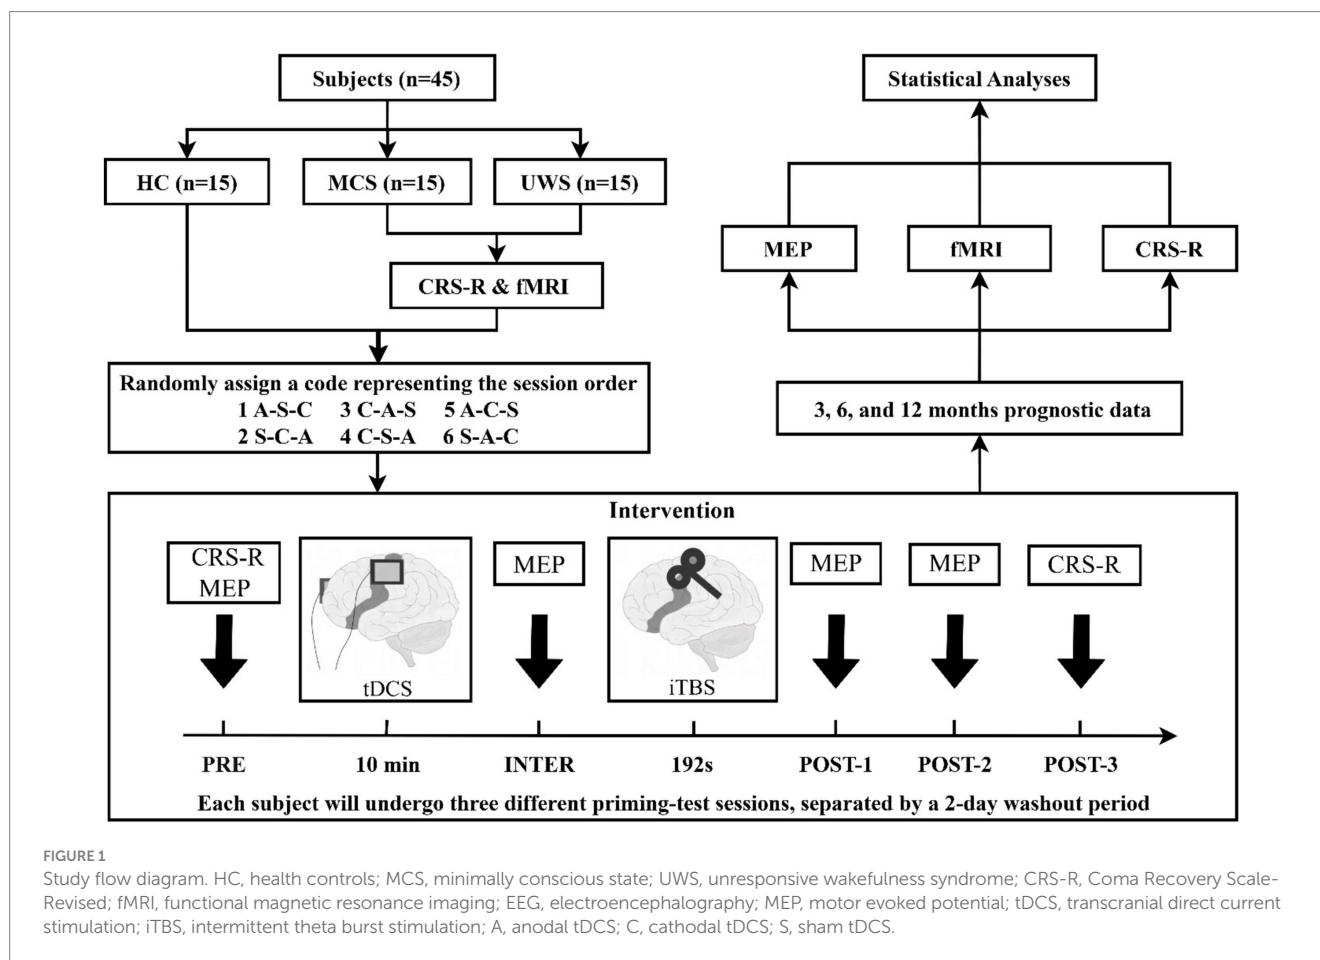 Subjects (n=45)
HC (n=15)
MCS (n=15)
UWS (n=15)
CRS-R & fMRI
Randomly assign a code representing the session order
1 A-S-C 3 C-A-S 5 A-C-S
2 S-C-A 4 C-S-A 6 S-A-C
Statistical Analyses
MEP
fMRI
CRS-R
3, 6, and 12 months prognostic data
Intervention
CRS-R
MEP
tDCS
MEP
iTBS
MEP
MEP
CRS-R
PRE
10 min
INTER
192s
POST-1
POST-2
POST-3
Each subject will undergo three different priming-test sessions, separated by a 2-day washout period
FIGURE 1
Study flow diagram. HC, health controls; MCS, minimally conscious state; UWS, unresponsive wakefulness syndrome; CRS-R, Coma Recovery Scale-
Revised; fMRI, functional magnetic resonance imaging; EEG, electroencephalography; MEP, motor evoked potential; tDCS, transcranial direct current
stimulation; iTBS, intermittent theta burst stimulation; A, anodal tDCS; C, cathodal tDCS; S, sham tDCS.